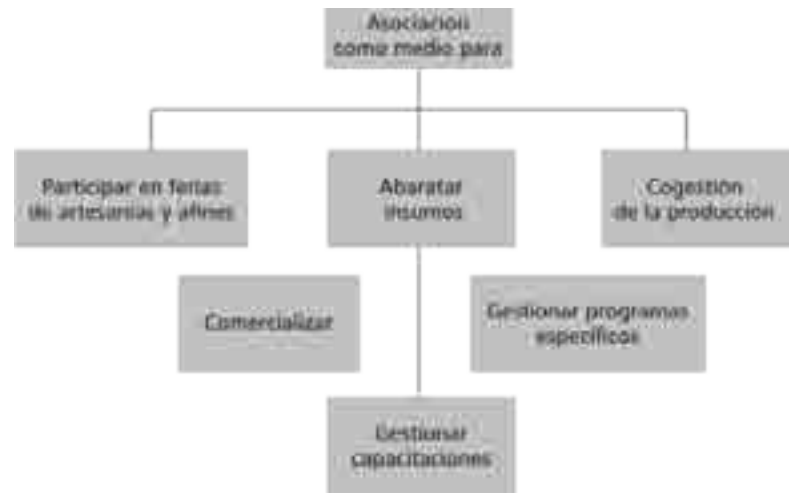 Asociación
como medio para
Participar en ferias
de artesanías y afines
Abaratar
insumos
Cogestión
de la producción
Comercializar
Gestionar programas
específicos
Gestionar
capacitaciones